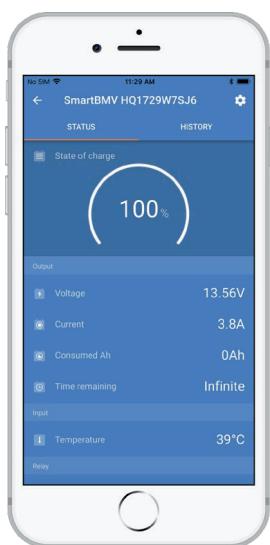 No SIM 11:29 AM
SmartBMV HQ1729W7SJ6
STATUS HISTORY
State of charge
100%
Output
Voltage 13.56V
Current 3.8A
Consumed Ah 0Ah
Time remaining Infinite
Input
Temperature 39°C
Relay